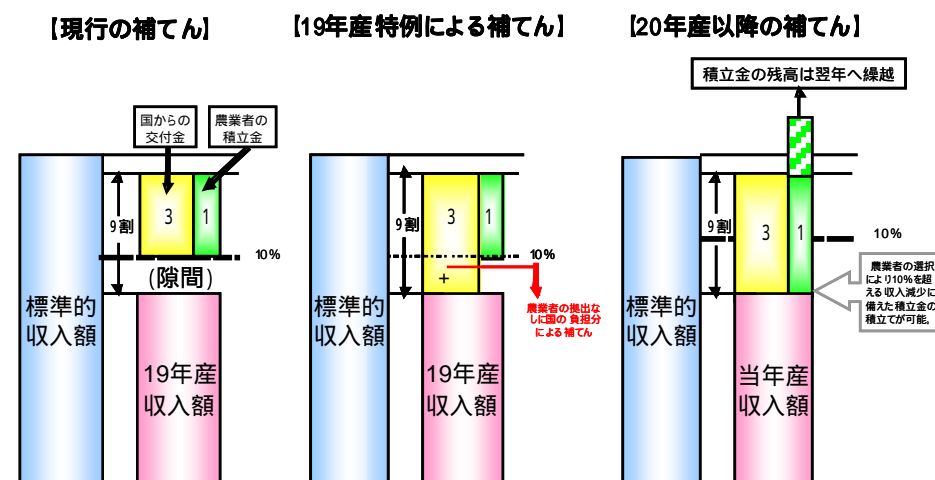 【現行の補てん】
国からの
交付金
農業者の
積立金
9割
3
1
10%
(隙間)
標準的
収入額
19年産
収入額
【19年産特例による補てん】
9割
3
1
+
10%
農業者の拠出な
しに国の負担分
による補てん
標準的
収入額
19年産
収入額
【20年産以降の補てん】
積立金の残高は翌年へ繰越
9割
3
1
10%
農業者の選択
により10%を超
える収入減少に
備えた積立金の
積立てが可能。
標準的
収入額
当年産
収入額